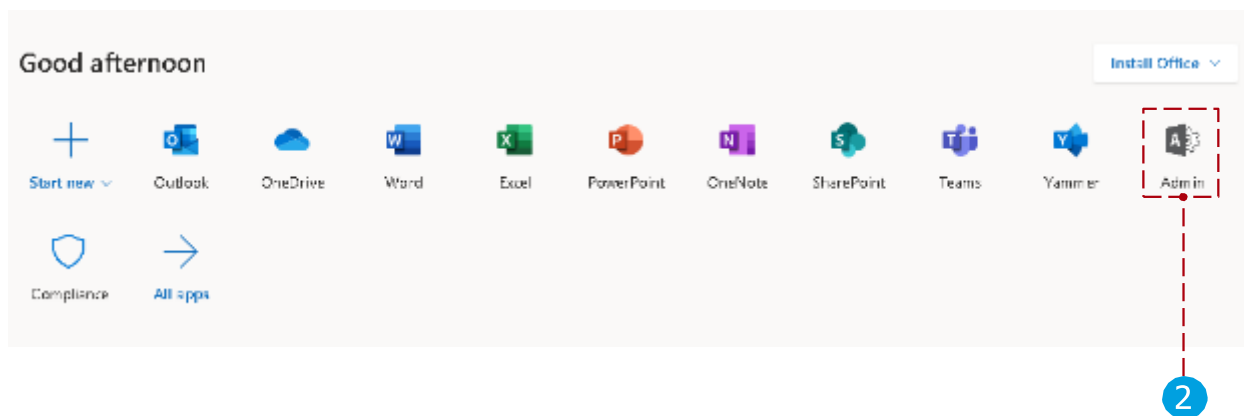 Good afternoon
Install Office
Start new
Outlook
OneDrive
Word
Excel
PowerPoint
OneNote
SharePoint
Teams
Yammer
Admin
Compliance
All apps
2